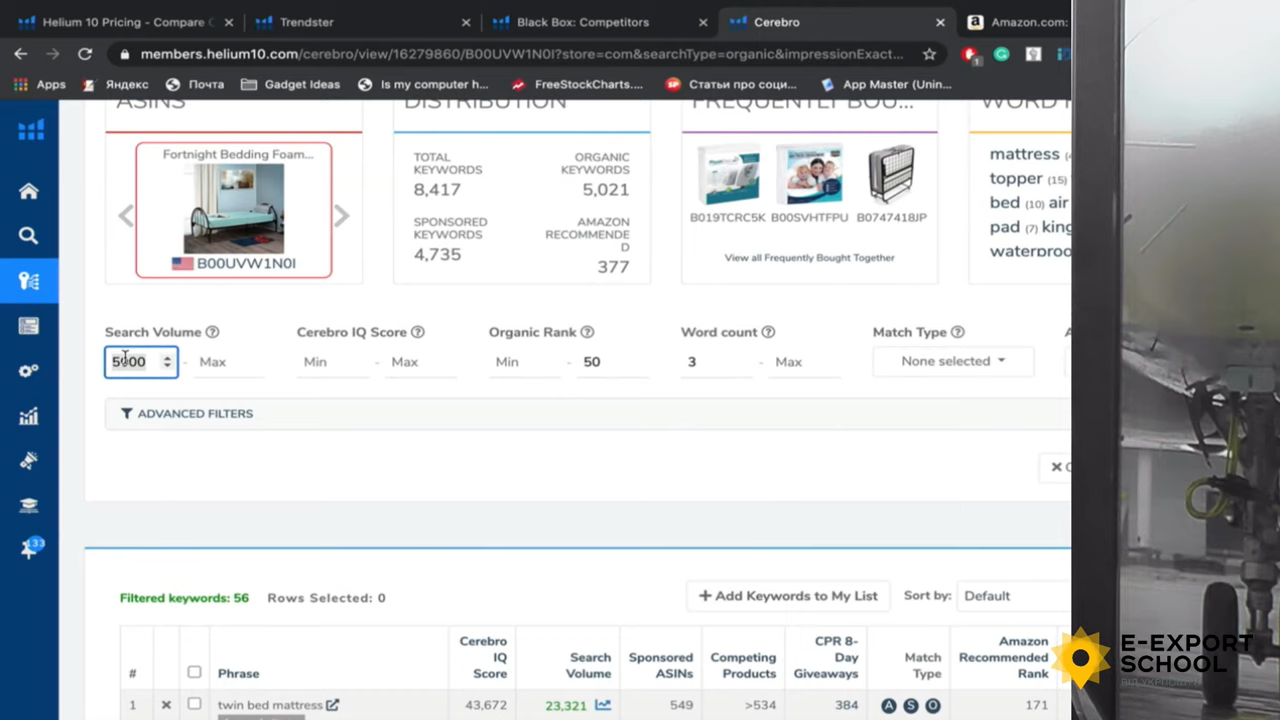 Helium 10 Pricing - Compare
Trendster
Black Box: Competitors
Cerebro
Amazon.com:
members.helium10.com/cerebro/view/16279860/B00UVW1N0I?store=com&searchType=organic&impressionExact...
1
Apps
Яндекс
Почта
Gadget Ideas
Is my computer h...
FreeStockCharts....
Статьи про соци...
App Master (Unin...
ASINS
DISTRIBUTION
FREQUENTLY BOU...
Fortnight Bedding Foam...
B00UVW1N0I
TOTAL KEYWORDS
8,417
ORGANIC KEYWORDS
5,021
SPONSORED KEYWORDS
4,735
AMAZON RECOMMENDED
377
B019TCRC5K
B00SVHTFPU
B0747418JP
View all Frequently Bought Together
mattress
topper (15)
bed (10) air
pad (7) king
waterproo
133
Search Volume
Cerebro IQ Score
Organic Rank
Word count
Match Type
5000 - Max
Min - Max
Min - 50
3 - Max
None selected
ADVANCED FILTERS
Filtered keywords: 56
Rows Selected: 0
+ Add Keywords to My List
Sort by:
Default
#
Phrase
Cerebro IQ Score
Search Volume
Sponsored ASINs
Competing Products
CPR 8-Day Giveaways
Match Type
Amazon Recommended Rank
1
twin bed mattress
43,672
23,321
549
>534
384
A S O
171
E-EXPORT
SCHOOL